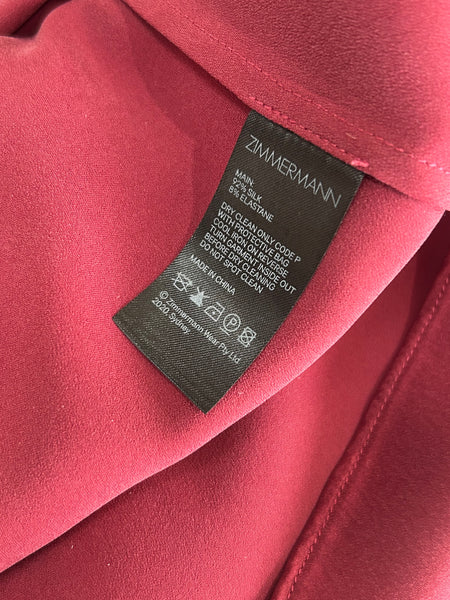 ZIMMERMANN
MAIN:
92% SILK
8% ELASTANE
DRY CLEAN ONLY CODE P
WITH PROTECTIVE BAG
COOL IRON ON REVERSE
TURN GARMENT INSIDE OUT
BEFORE DRY CLEANING
DO NOT SPOT CLEAN
MADE IN CHINA
P
© Zimmermann Wear Pty Ltd
2020. Sydney